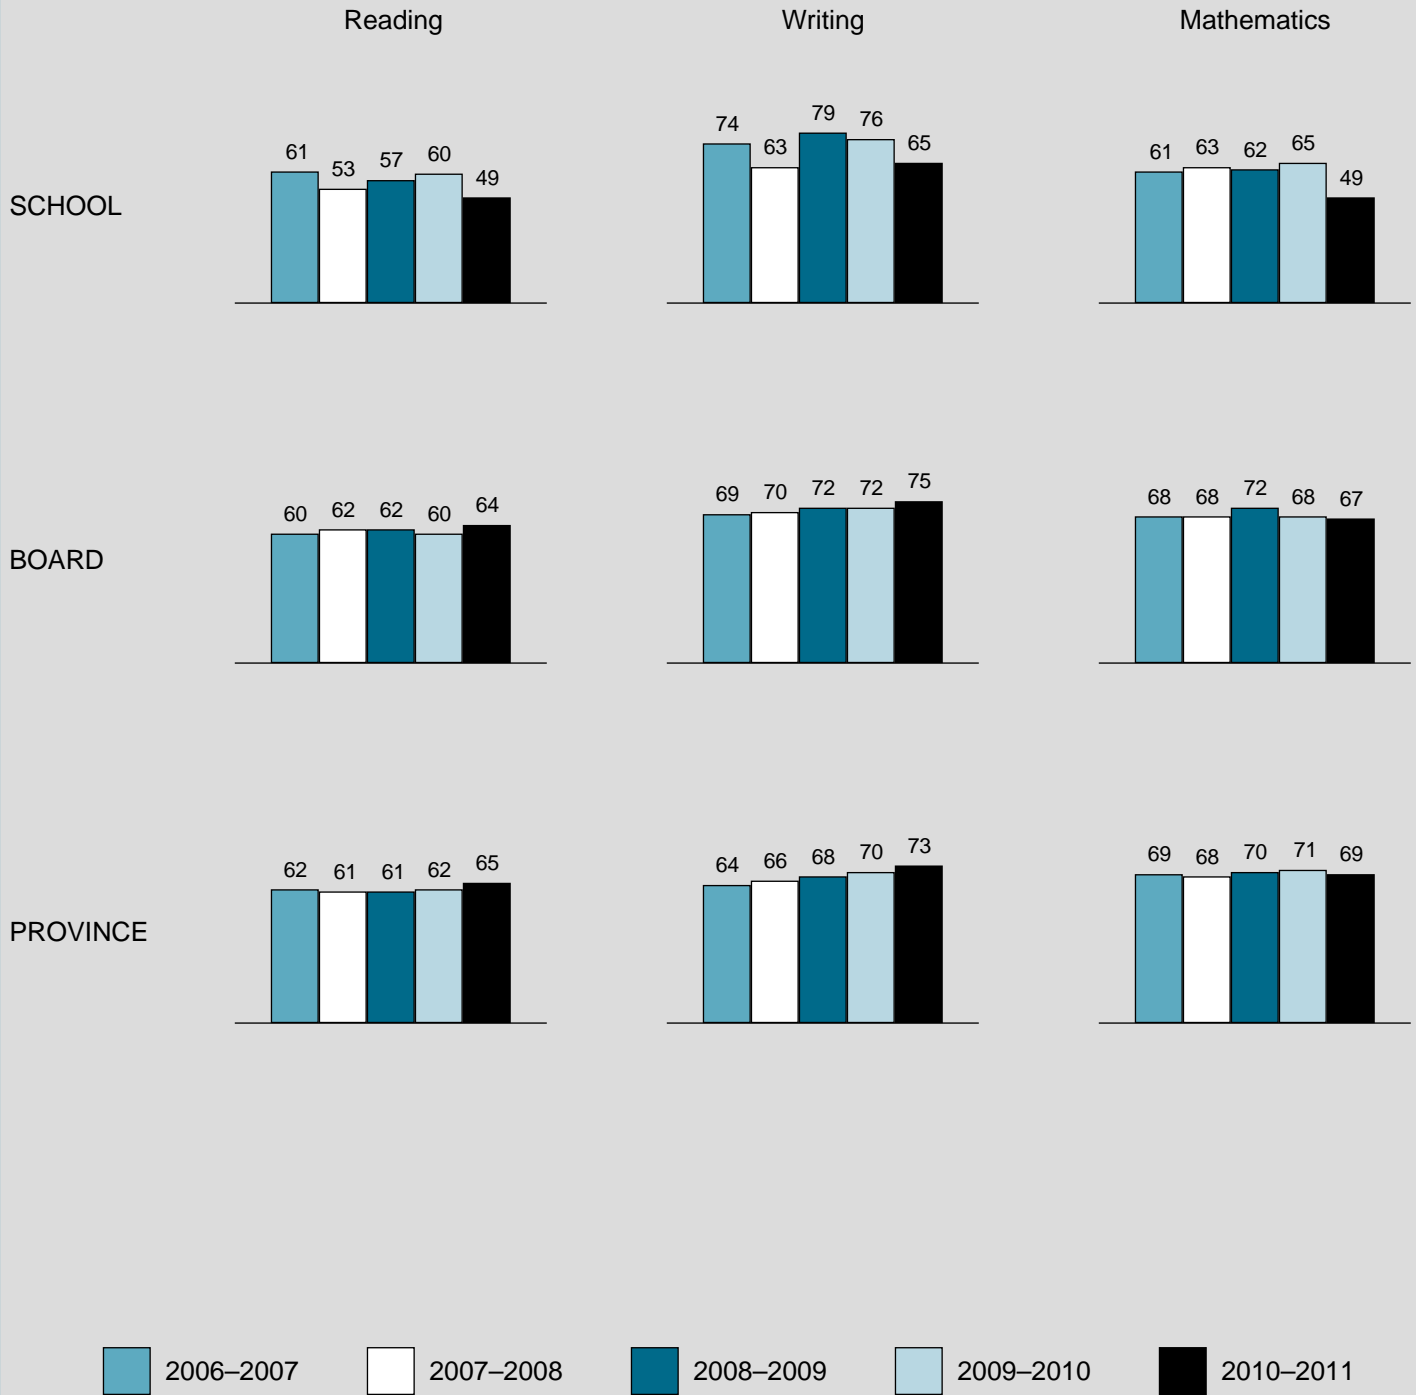 Reading Writing Mathematics
61 53 57 60 49
74 63 79 76 65
61 63 62 65 49
SCHOOL
60 62 62 60 64
69 70 72 72 75
68 68 72 68 67
BOARD
62 61 61 62 65
64 66 68 70 73
69 68 70 71 69
PROVINCE
2006–2007 2007–2008 2008–2009 2009–2010 2010–2011